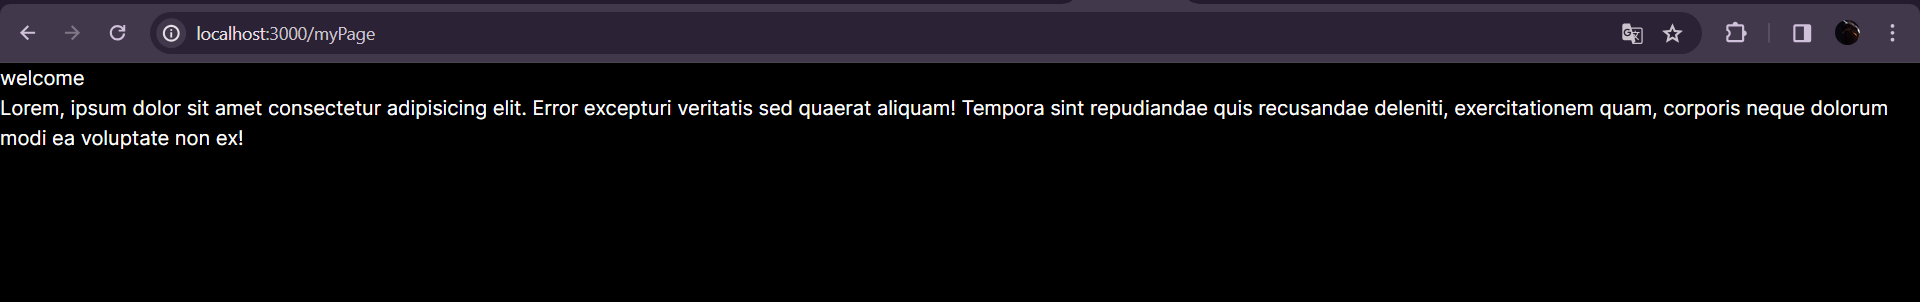 localhost:3000/myPage
welcome
Lorem, ipsum dolor sit amet consectetur adipisicing elit. Error excepturi veritatis sed quaerat aliquam! Tempora sint repudiandae quis recusandae deleniti, exercitationem quam, corporis neque dolorum
modi ea voluptate non ex!